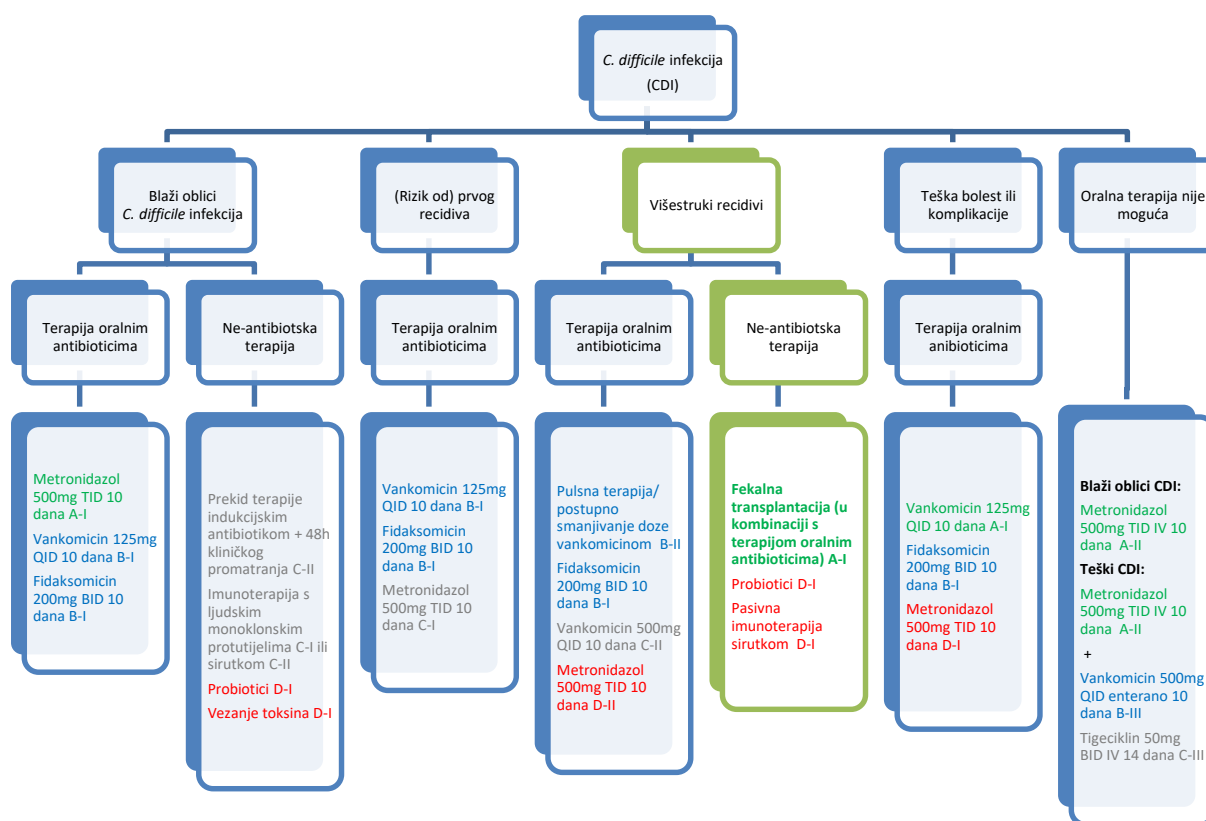 C. difficile infekcija
(CDI)
Blaži oblici
C. difficile infekcija
(Rizik od) prvog
recidiva
Višestruki recidivi
Teška bolest ili
komplikacije
Oralna terapija nije
moguća
Terapija oralnim
antibioticima
Ne-antibiotska
terapija
Terapija oralnim
antibioticima
Terapija oralnim
antibioticima
Ne-antibiotska
terapija
Terapija oralnim
anibioticima
Metronidazol
500mg TID 10
dana A-I
Vankomicin 125mg
QID 10 dana B-I
Fidaksomicin
200mg BID 10
dana B-I
Prekid terapije
indukcijskim
antibiotikom + 48h
kliničkog
promatranja C-II
Imunoterapija s
ljudskim
monoklonskim
protutijelima C-I ili
sirutkom C-II
Probiotici D-I
Vezanje toksina D-I
Vankomicin 125mg
QID 10 dana B-I
Fidaksomicin
200mg BID 10
dana B-I
Metronidazol
500mg TID 10
dana C-I
Pulsna terapija/
postupno
smanjivanje doze
vankomicinom B-II
Fidaksomicin
200mg BID 10
dana B-I
Vankomicin 500mg
QID 10 dana C-II
Metronidazol
500mg TID 10
dana D-II
Fekalna
transplantacija (u
kombinaciji s
terapijom oralnim
antibioticima) A-I
Probiotici D-I
Pasivna
imunoterapija
sirutkom D-I
Vankomicin 125mg
QID 10 dana A-I
Fidaksomicin
200mg BID 10
dana B-I
Metronidazol
500mg TID 10
dana D-I
Blaži oblici CDI:
Metronidazol
500mg TID IV 10
dana A-II
Teški CDI:
Metronidazol
500mg TID IV 10
dana A-II
+
Vankomicin 500mg
QID enterano 10
dana B-III
Tigeciklin 50mg
BID IV 14 dana C-III